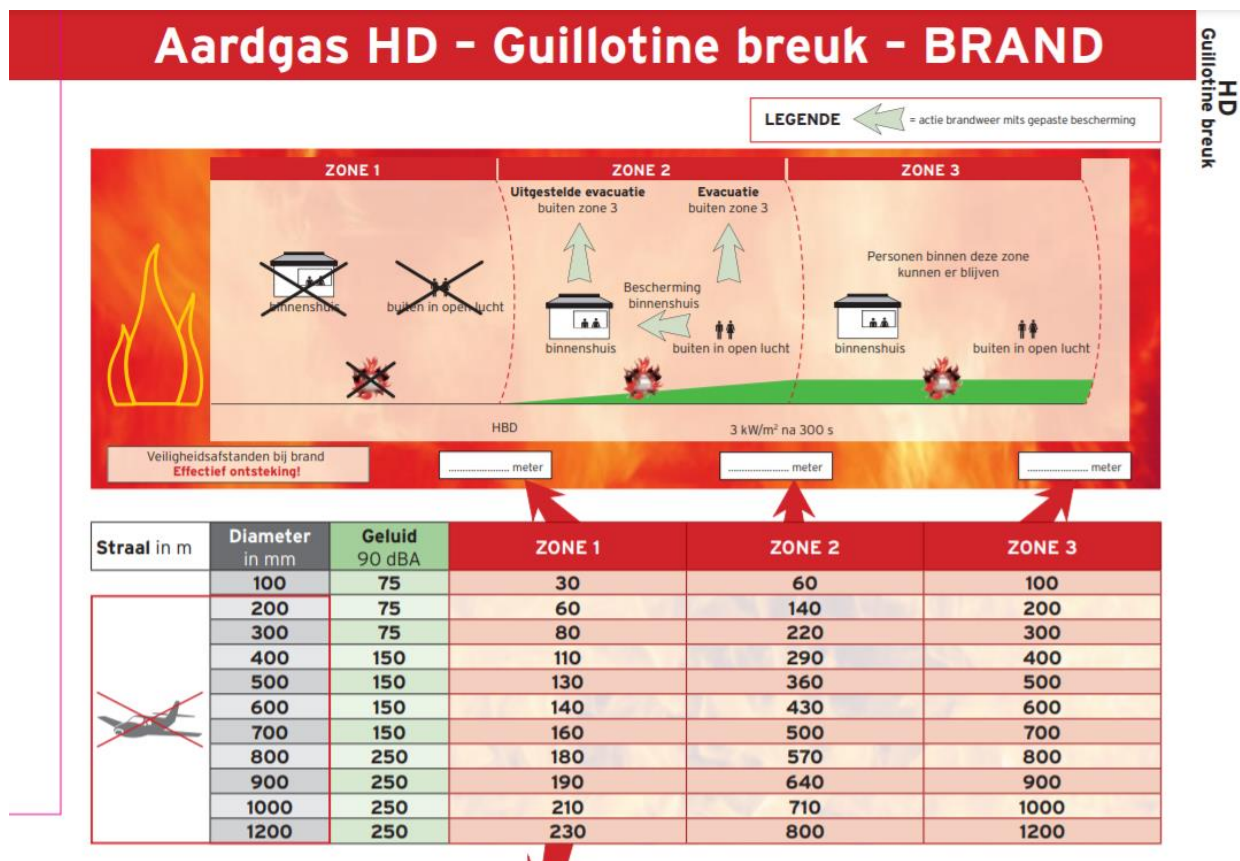 Aardgas HD - Guillotine breuk - BRAND
HD
Guillotine breuk
LEGENDE = actie brandweer mits gepaste bescherming
ZONE 1 ZONE 2 ZONE 3
Uitgestelde evacuatie
buiten zone 3
Evacuatie
buiten zone 3
Personen binnen deze zone
kunnen er blijven
Bescherming
binnenshuis
binnenshuis
buiten in open lucht
binnenshuis
buiten in open lucht
binnenshuis
buiten in open lucht
HBD
3 kW/m² na 300 s
Veiligheidsafstanden bij brand
Effectief ontsteking!
...................... meter
...................... meter
...................... meter
Straal in m
Diameter
in mm
Geluid
90 dBA
ZONE 1 ZONE 2 ZONE 3
100 75 30 60 100
200 75 60 140 200
300 75 80 220 300
400 150 110 290 400
500 150 130 360 500
600 150 140 430 600
700 150 160 500 700
800 250 180 570 800
900 250 190 640 900
1000 250 210 710 1000
1200 250 230 800 1200